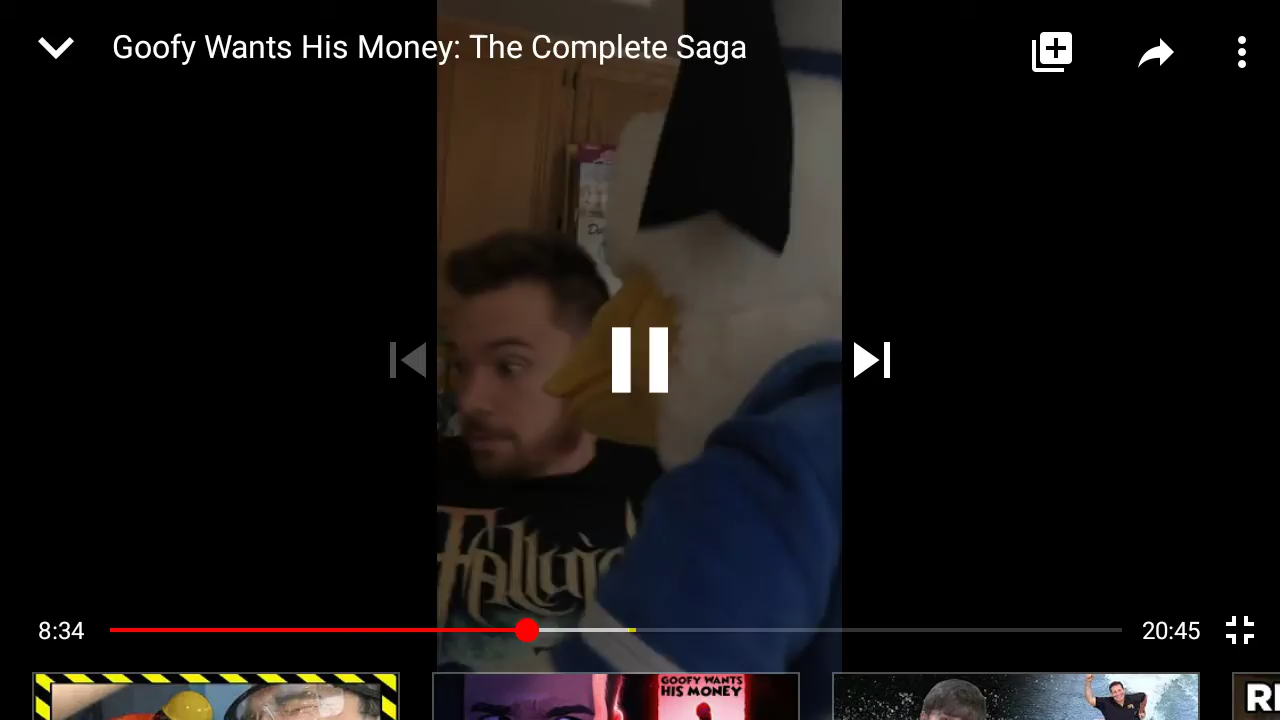 Goofy Wants His Money: The Complete Saga
8:34
20:45
GOOFY WANTS
HIS MONEY